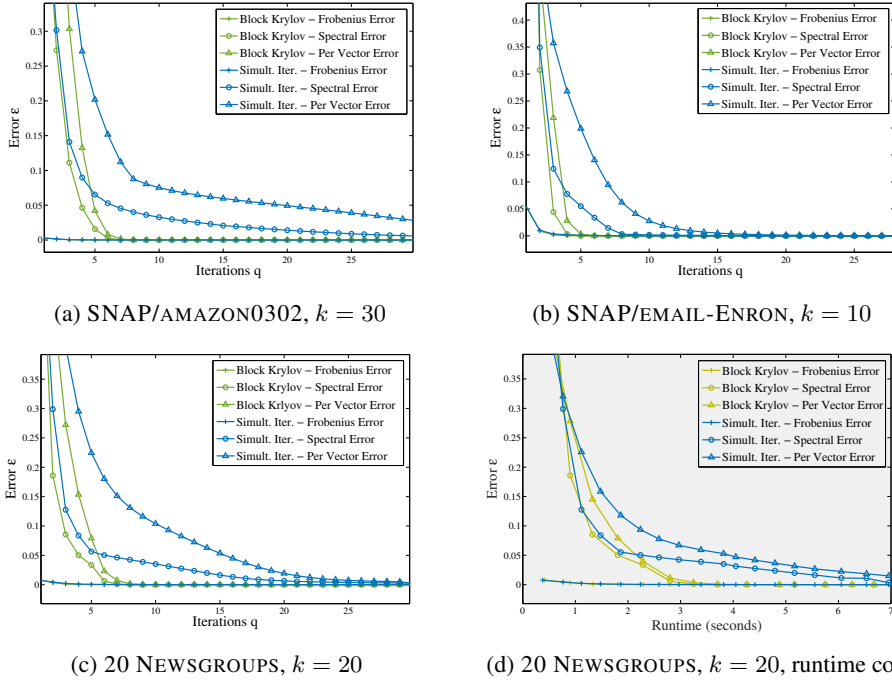 Error ε
0.3
0.25
0.2
0.15
0.1
0.05
0
5 10 15 20 25
Iterations q
Block Krylov – Frobenius Error
Block Krylov – Spectral Error
Block Krylov – Per Vector Error
Simult. Iter. – Frobenius Error
Simult. Iter. – Spectral Error
Simult. Iter. – Per Vector Error
(a) SNAP/AMAZON0302, k = 30
Error ε
0.4
0.35
0.3
0.25
0.2
0.15
0.1
0.05
0
5 10 15 20 25
Iterations q
Block Krylov – Frobenius Error
Block Krylov – Spectral Error
Block Krylov – Per Vector Error
Simult. Iter. – Frobenius Error
Simult. Iter. – Spectral Error
Simult. Iter. – Per Vector Error
(b) SNAP/EMAIL-ENRON, k = 10
Error ε
0.35
0.3
0.25
0.2
0.15
0.1
0.05
0
5 10 15 20 25
Iterations q
Block Krylov – Frobenius Error
Block Krylov – Spectral Error
Block Krlyov – Per Vector Error
Simult. Iter. – Frobenius Error
Simult. Iter. – Spectral Error
Simult. Iter. – Per Vector Error
(c) 20 NEWSGROUPS, k = 20
Error ε
0.35
0.3
0.25
0.2
0.15
0.1
0.05
0
0 1 2 3 4 5 6 7
Runtime (seconds)
Block Krylov – Frobenius Error
Block Krylov – Spectral Error
Block Krylov – Per Vector Error
Simult. Iter. – Frobenius Error
Simult. Iter. – Spectral Error
Simult. Iter. – Per Vector Error
(d) 20 NEWSGROUPS, k = 20, runtime co